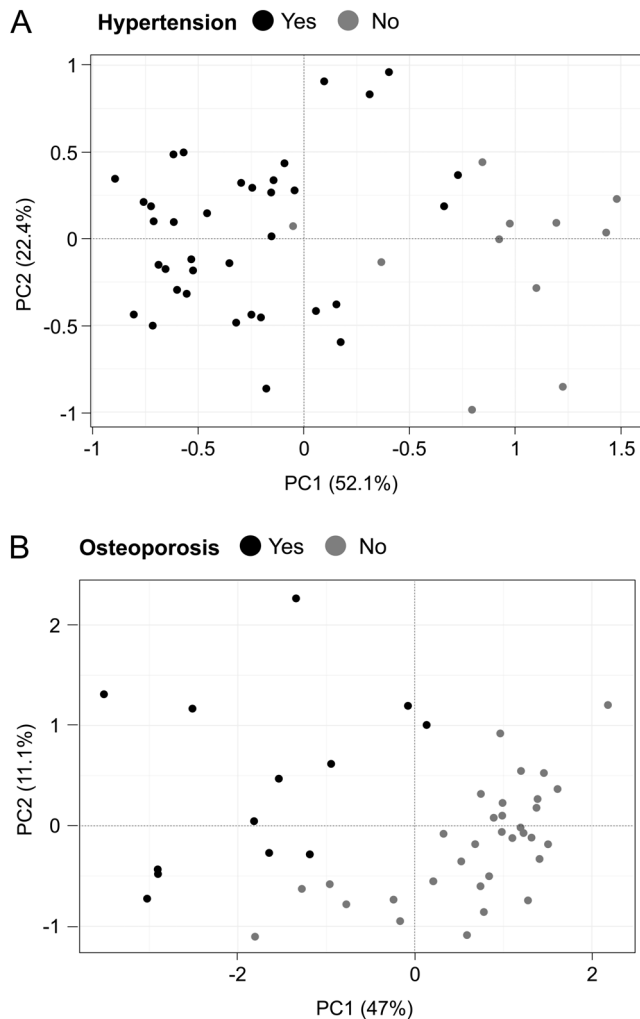 A
Hypertension Yes No
1
0.5
0
-0.5
-1
PC2 (22.4%)
-1 -0.5 0 -0.5 1 1.5
PC1 (52.1%)
B
Osteoporosis Yes No
2
1
0
-1
PC2 (11.1%)
-2 0 2
PC1 (47%)